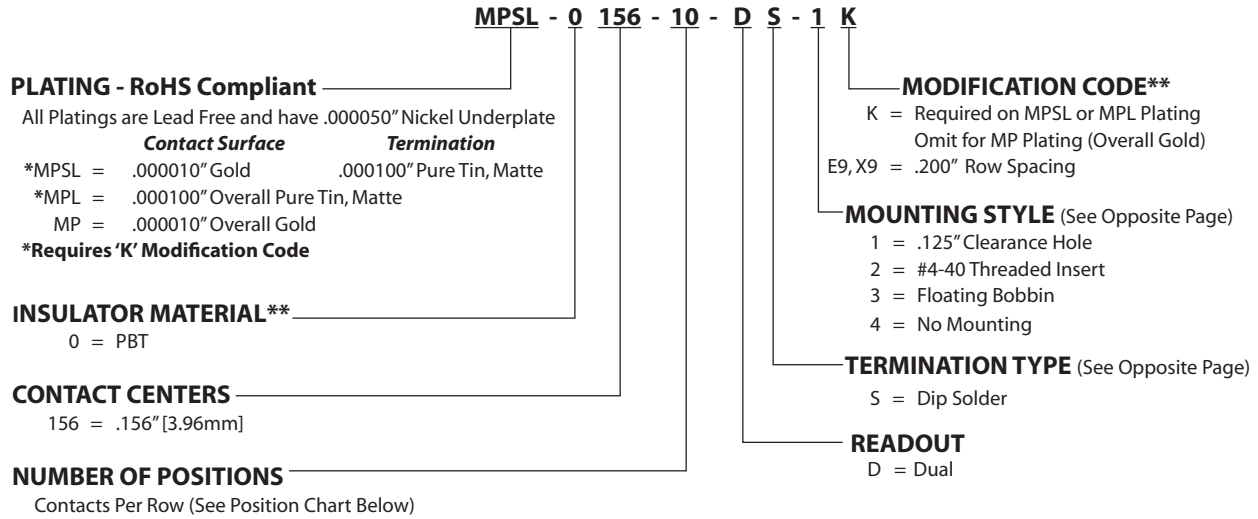 MPSL - 0 156 - 10 - D S - 1 K
PLATING - RoHS Compliant
All Platings are Lead Free and have .000050” Nickel Underplate
Contact Surface Termination
*MPSL = .000010” Gold .000100” Pure Tin, Matte
*MPL = .000100” Overall Pure Tin, Matte
MP = .000010” Overall Gold
*Requires ‘K’ Modification Code
INSULATOR MATERIAL**
0 = PBT
CONTACT CENTERS
156 = .156” [3.96mm]
NUMBER OF POSITIONS
Contacts Per Row (See Position Chart Below)
MODIFICATION CODE**
K = Required on MPSL or MPL Plating
Omit for MP Plating (Overall Gold)
E9, X9 = .200” Row Spacing
MOUNTING STYLE (See Opposite Page)
1 = .125” Clearance Hole
2 = #4-40 Threaded Insert
3 = Floating Bobbin
4 = No Mounting
TERMINATION TYPE (See Opposite Page)
S = Dip Solder
READOUT
D = Dual